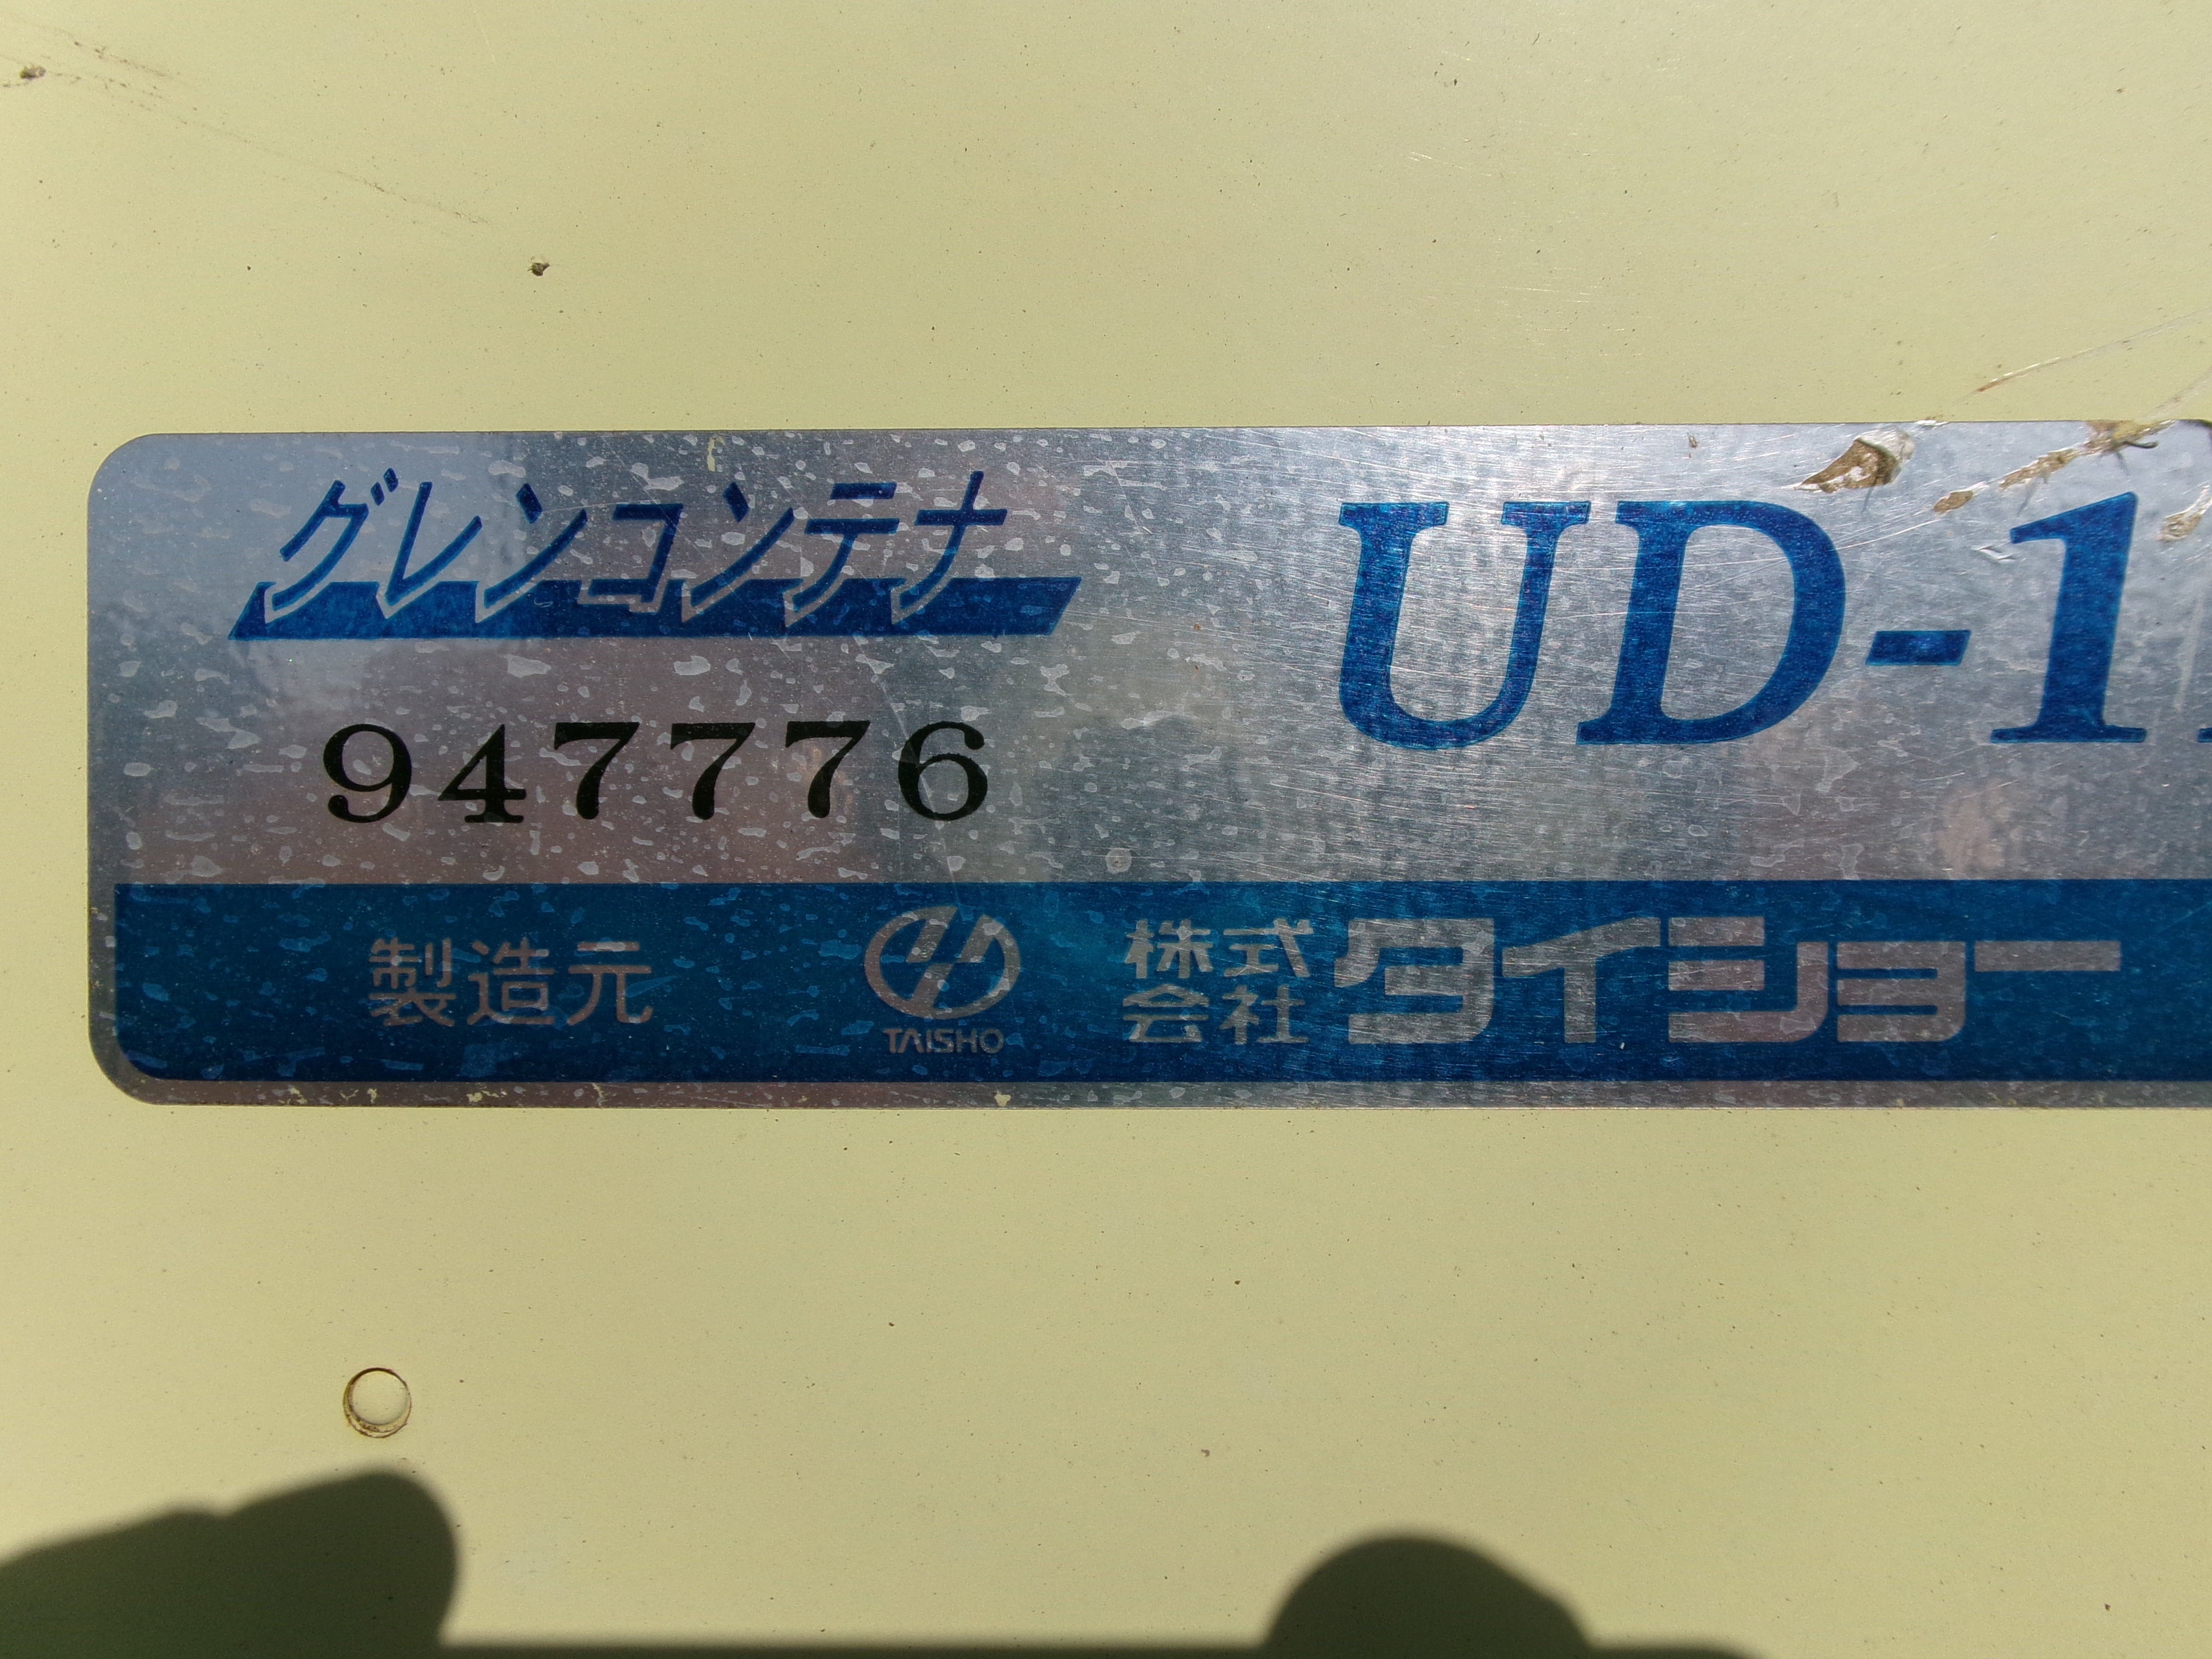 グレンコンテナ
UD-1
947776
製造元 TAISHO 株式会社 タイショー